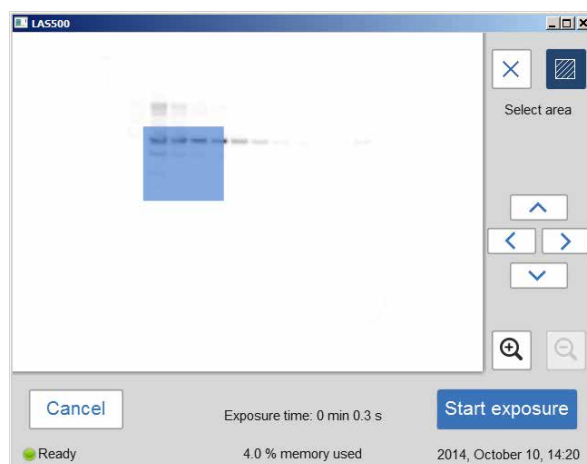 LAS500
Select area
Cancel
Exposure time: 0 min 0.3 s
Start exposure
Ready
4.0 % memory used
2014, October 10, 14:20